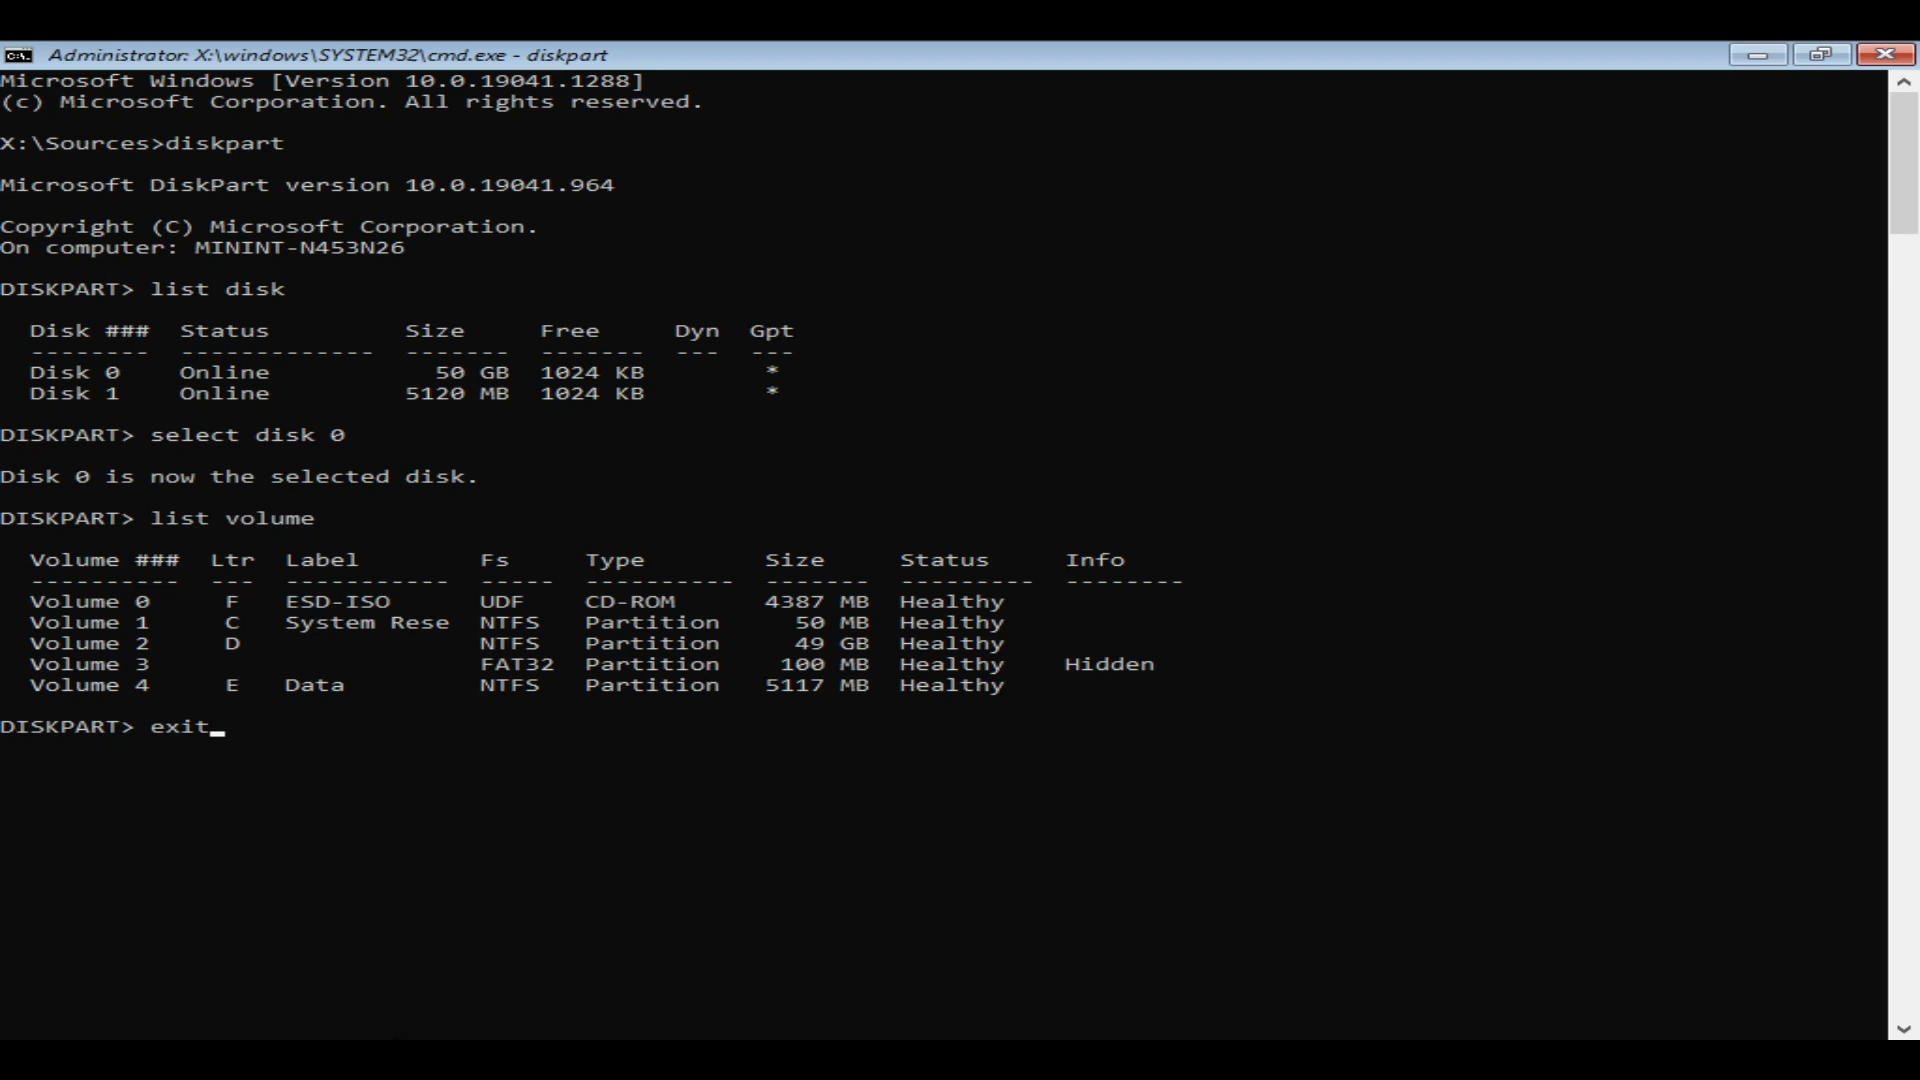 Administrator: X:\windows\SYSTEM32\cmd.exe - diskpart
Microsoft Windows [Version 10.0.19041.1288]
(c) Microsoft Corporation. All rights reserved.
X:\Sources>diskpart
Microsoft DiskPart version 10.0.19041.964
Copyright (C) Microsoft Corporation.
On computer: MININT-N453N26
DISKPART> list disk
Disk ###  Status         Size     Free     Dyn  Gpt
--------  -------------  -------  -------  ---  ---
Disk 0    Online           50 GB  1024 KB        *
Disk 1    Online         5120 MB  1024 KB        *
DISKPART> select disk 0
Disk 0 is now the selected disk.
DISKPART> list volume
Volume ###  Ltr  Label        Fs     Type        Size     Status     Info
----------  ---  -----------  -----  ----------  -------  ---------  --------
Volume 0     F   ESD-ISO      UDF    CD-ROM      4387 MB  Healthy
Volume 1     C   System Rese  NTFS   Partition     50 MB  Healthy
Volume 2     D                NTFS   Partition     49 GB  Healthy
Volume 3                      FAT32  Partition    100 MB  Healthy    Hidden
Volume 4     E   Data         NTFS   Partition   5117 MB  Healthy
DISKPART> exit_